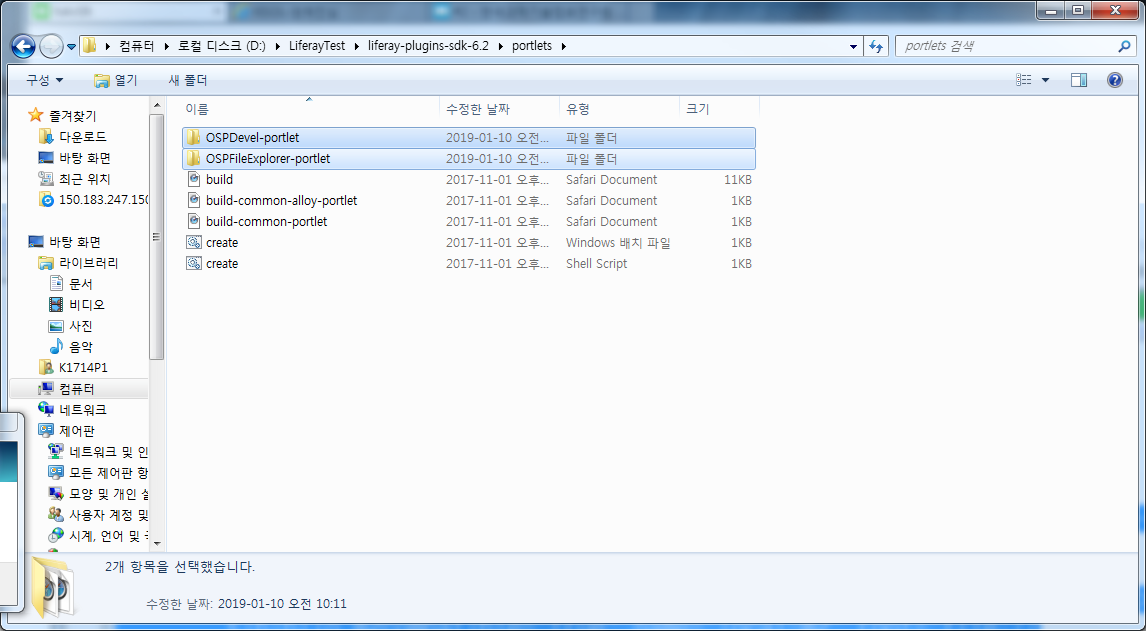 컴퓨터 로컬 디스크 (D:) LiferayTest liferay-plugins-sdk-6.2 portlets
portlets 검색
구성 열기 새 폴더
즐겨찾기
다운로드
바탕 화면
최근 위치
150.183.247.150
바탕 화면
라이브러리
문서
비디오
사진
음악
K1714P1
컴퓨터
네트워크
제어판
네트워크 및 인
모든 제어판 항
모양 및 개인 설
사용자 계정 및
시계, 언어 및
이름 수정한 날짜 유형 크기
OSPDevel-portlet 2019-01-10 오전... 파일 폴더
OSPFileExplorer-portlet 2019-01-10 오전... 파일 폴더
build 2017-11-01 오후... Safari Document 11KB
build-common-alloy-portlet 2017-11-01 오후... Safari Document 1KB
build-common-portlet 2017-11-01 오후... Safari Document 1KB
create 2017-11-01 오후... Windows 배치 파일 1KB
create 2017-11-01 오후... Shell Script 1KB
2개 항목을 선택했습니다.
수정한 날짜: 2019-01-10 오전 10:11